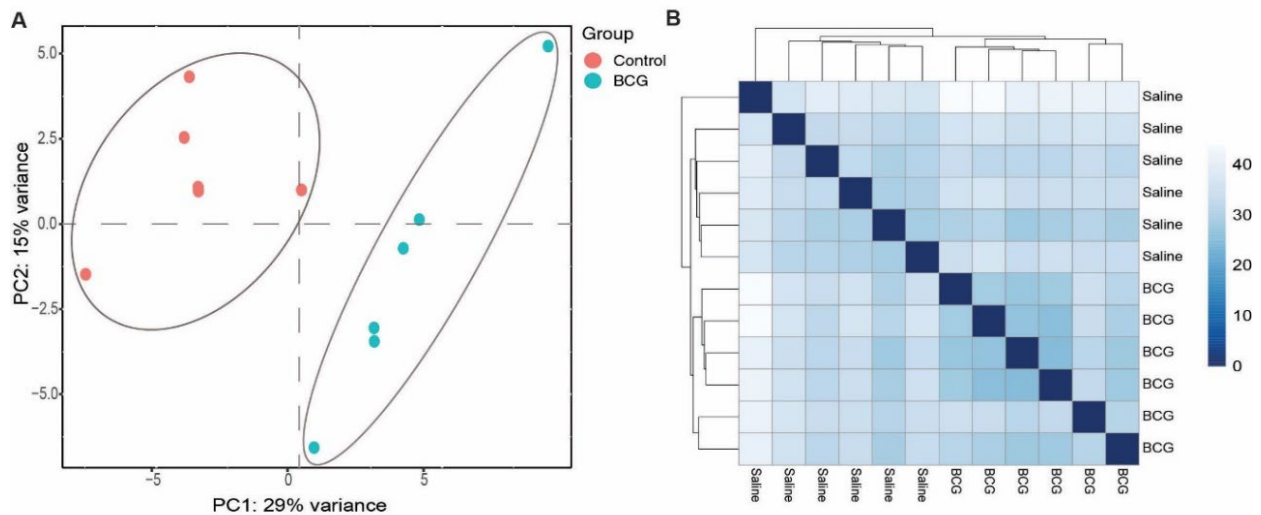 A
PC2: 15% variance
5.0
2.5
0.0
−2.5
−5.0
−5
0
5
PC1: 29% variance
Group
Control
BCG
B
Saline
Saline
Saline
Saline
Saline
Saline
BCG
BCG
BCG
BCG
BCG
BCG
Saline
Saline
Saline
Saline
Saline
Saline
BCG
BCG
BCG
BCG
BCG
BCG
40
30
20
10
0